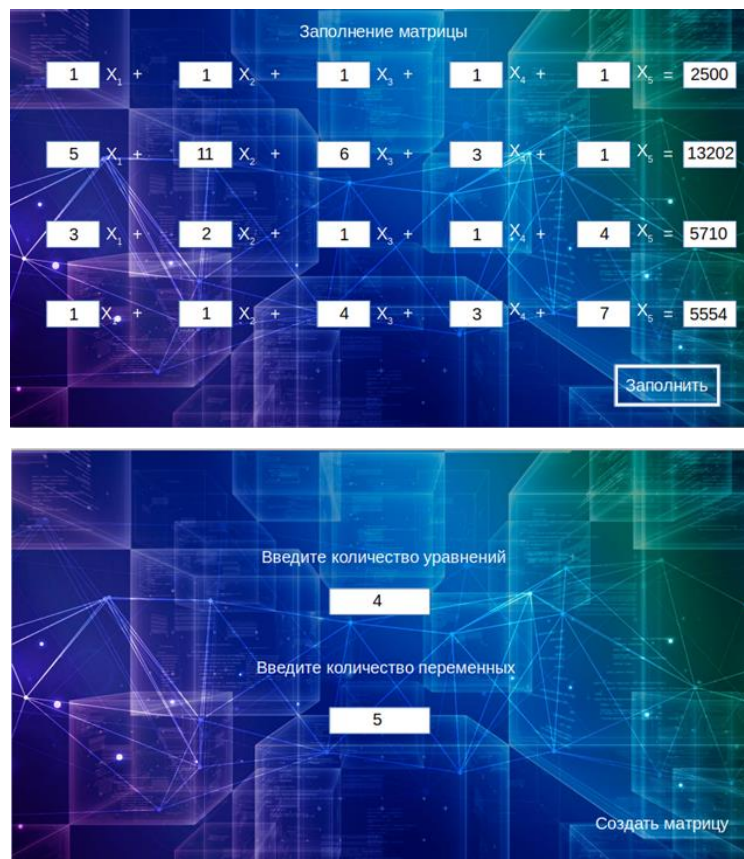 Заполнение матрицы
1 X1 + 1 X2 + 1 X3 + 1 X4 + 1 X5 = 2500
5 X1 + 11 X2 + 6 X3 + 3 X4 + 1 X5 = 13202
3 X1 + 2 X2 + 1 X3 + 1 X4 + 4 X5 = 5710
1 X1 + 1 X2 + 4 X3 + 3 X4 + 7 X5 = 5554
Заполнить
Введите количество уравнений
4
Введите количество переменных
5
Создать матрицу